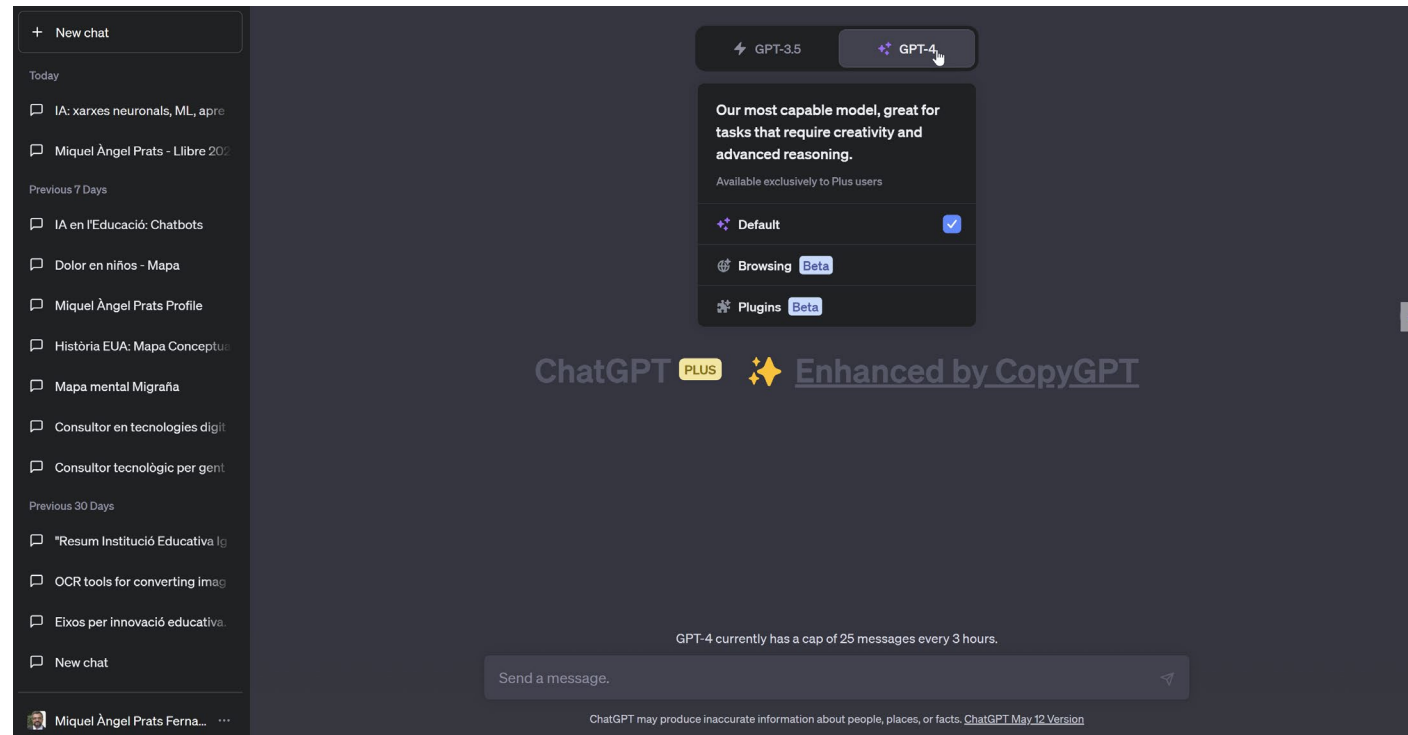 New chat
Today
IA: xarxes neuronals, ML, apre
Miquel Àngel Prats - Llibre 202
Previous 7 Days
IA en l'Educació: Chatbots
Dolor en niños - Mapa
Miquel Àngel Prats Profile
Història EUA: Mapa Conceptua
Mapa mental Migraña
Consultor en tecnologies digit
Consultor tecnològic per gent
Previous 30 Days
"Resum Institució Educativa Ig
OCR tools for converting imag
Eixos per innovació educativa.
New chat
Miquel Àngel Prats Ferna...
GPT-3.5 GPT-4
Our most capable model, great for
tasks that require creativity and
advanced reasoning.
Available exclusively to Plus users
Default
Browsing Beta
Plugins Beta
ChatGPT PLUS ✨ Enhanced by CopyGPT
GPT-4 currently has a cap of 25 messages every 3 hours.
Send a message.
ChatGPT may produce inaccurate information about people, places, or facts. ChatGPT May 12 Version